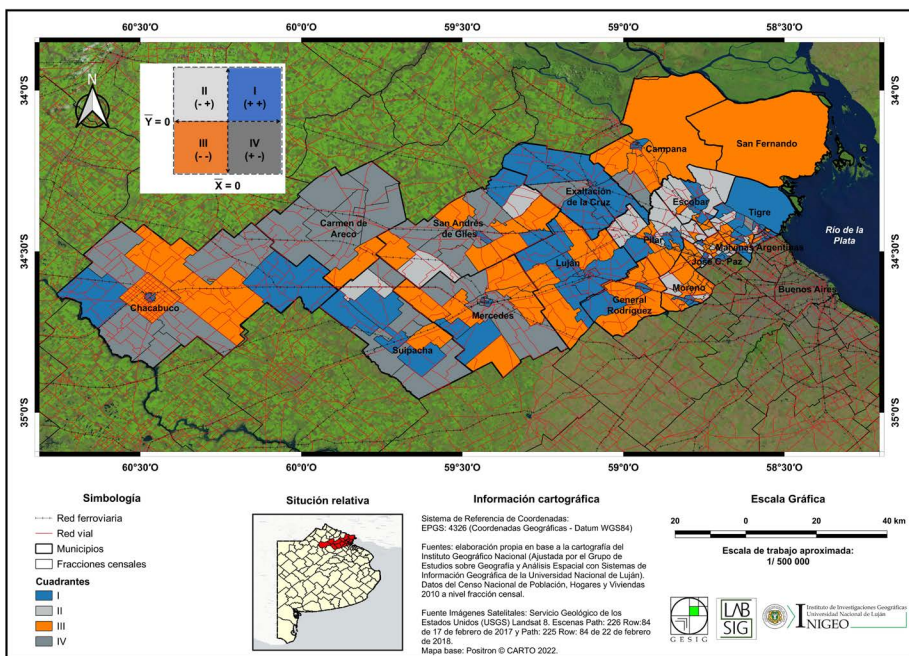 60°30'S 60°0'S 59°30'S 59°0'S 58°30'S
34°0'S
34°30'S
35°0'S
N
II I
(- +) (+ +)
Y = 0
III IV
(- -) (+ -)
X = 0
Campana
San Fernando
Exaltación
de la Cruz
Escobar
Tigre
Carmen de
Areco
San Andrés
de Giles
Río de la
Plata
Pilar
Malvinas Argentinas
José C. Paz
Luján
Buenos Aires
Moreno
General
Rodríguez
Chacabuco
Mercedes
Suipacha
34°0'S
34°30'S
35°0'S
60°30'S 60°0'S 59°30'S 59°0'S 58°30'S
Simbología
Red ferroviaria
Red vial
Municipios
Fracciones censales
Cuadrantes
I
II
III
IV
Situción relativa
Información cartográfica
Sistema de Referencia de Coordenadas:
EPGS: 4326 (Coordenadas Geográficas - Datum WGS84)
Fuentes: elaboración propia en base a la cartografía del
Instituto Geográfico Nacional (Ajustada por el Grupo de
Estudios sobre Geografía y Análisis Espacial con Sistemas de
Información Geográfica de la Universidad Nacional de Luján).
Datos del Censo Nacional de Población, Hogares y Viviendas
2010 a nivel fracción censal.
Fuente Imágenes Satelitales: Servicio Geológico de los
Estados Unidos (USGS) Landsat 8. Escenas Path: 226 Row:84
de 17 de febrero de 2017 y Path: 225 Row: 84 de 22 de febrero
de 2018.
Mapa base: Positron © CARTO 2022.
Escala Gráfica
20 0 20 40 km
Escala de trabajo aproximada:
1/ 500 000
GESIG
LAB
SIG
Instituto de Investigaciones Geográficas
Universidad Nacional de Luján
INIGEO